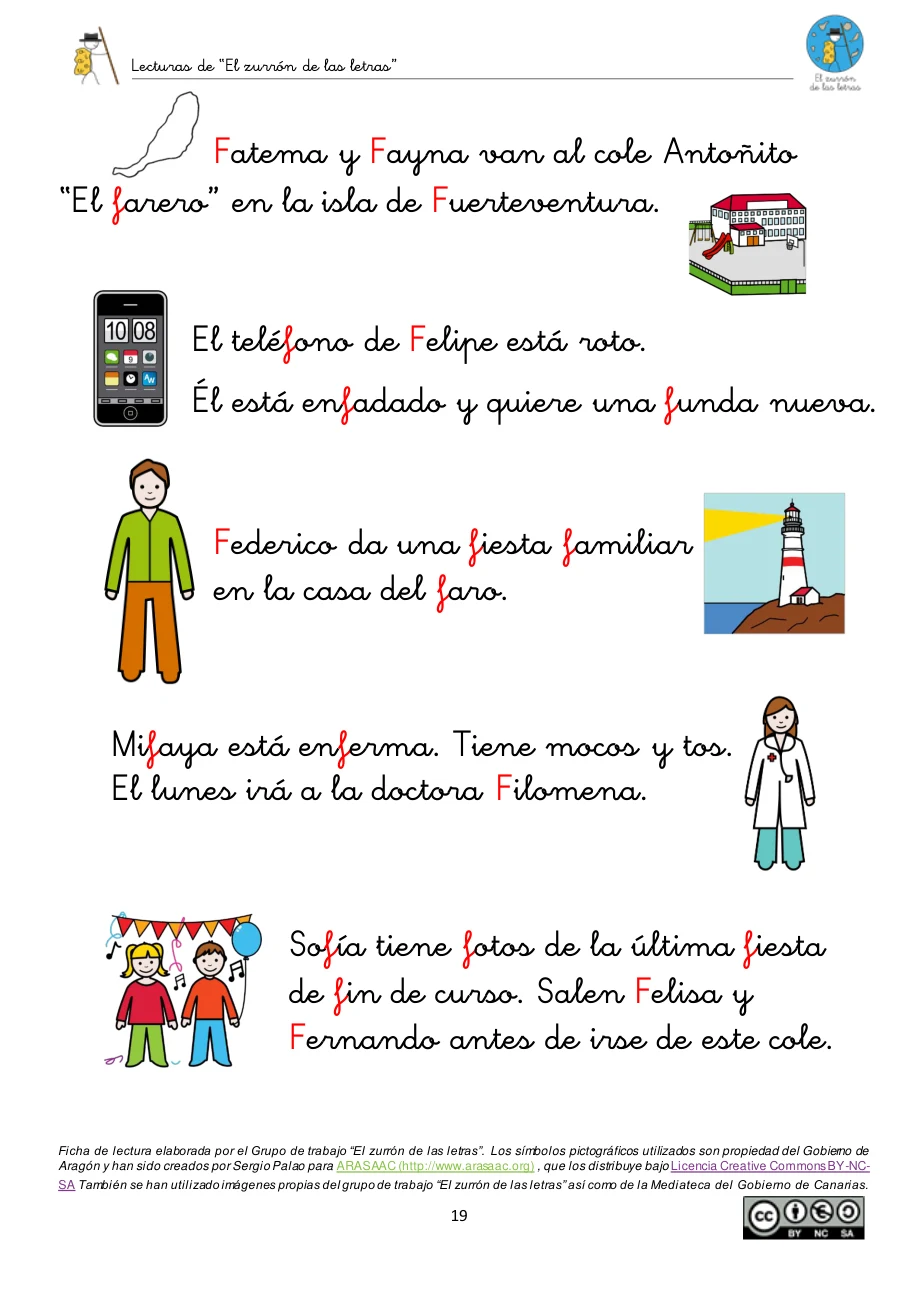 Lecturas de "El zurrón de las letras"
El zurrón
de las letras
Fatema y Fayna van al cole Antoñito
"El farero" en la isla de Fuerteventura.
10 08
9
El teléfono de Felipe está roto.
Él está enfadado y quiere una funda nueva.
Federico da una fiesta familiar
en la casa del faro.
Mifaya está enferma. Tiene mocos y tos.
El lunes irá a la doctora Filomena.
Sofía tiene fotos de la última fiesta
de fin de curso. Salen Felisa y
Fernando antes de irse de este cole.
Ficha de lectura elaborada por el Grupo de trabajo "El zurrón de las letras". Los símbolos pictográficos utilizados son propiedad del Gobierno de
Aragón y han sido creados por Sergio Palao para ARASAAC (http://www.arasaac.org) , que los distribuye bajo Licencia Creative Commons BY-NC-
SA También se han utilizado imágenes propias del grupo de trabajo "El zurrón de las letras" así como de la Mediateca del Gobierno de Canarias.
19
cc
BY NC SA